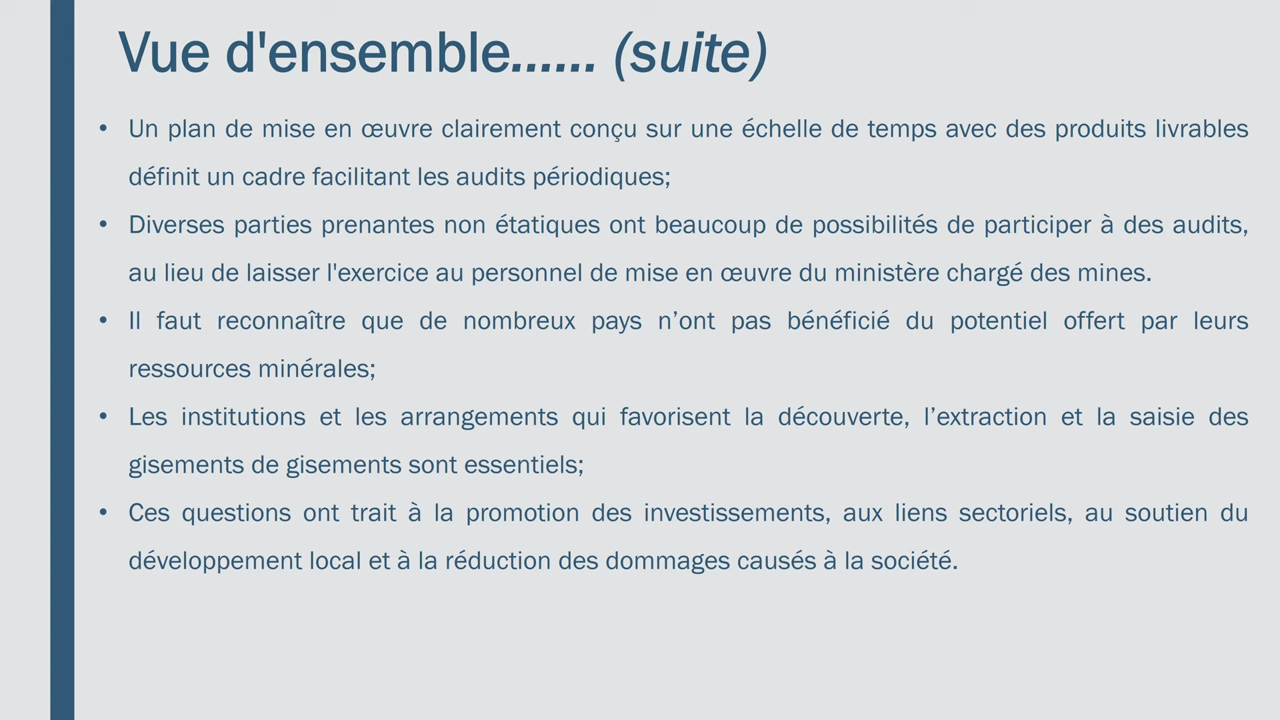 Vue d'ensemble...... (suite)
• Un plan de mise en œuvre clairement conçu sur une échelle de temps avec des produits livrables
définit un cadre facilitant les audits périodiques;
• Diverses parties prenantes non étatiques ont beaucoup de possibilités de participer à des audits,
au lieu de laisser l'exercice au personnel de mise en œuvre du ministère chargé des mines.
• Il faut reconnaître que de nombreux pays n’ont pas bénéficié du potentiel offert par leurs
ressources minérales;
• Les institutions et les arrangements qui favorisent la découverte, l’extraction et la saisie des
gisements de gisements sont essentiels;
• Ces questions ont trait à la promotion des investissements, aux liens sectoriels, au soutien du
développement local et à la réduction des dommages causés à la société.